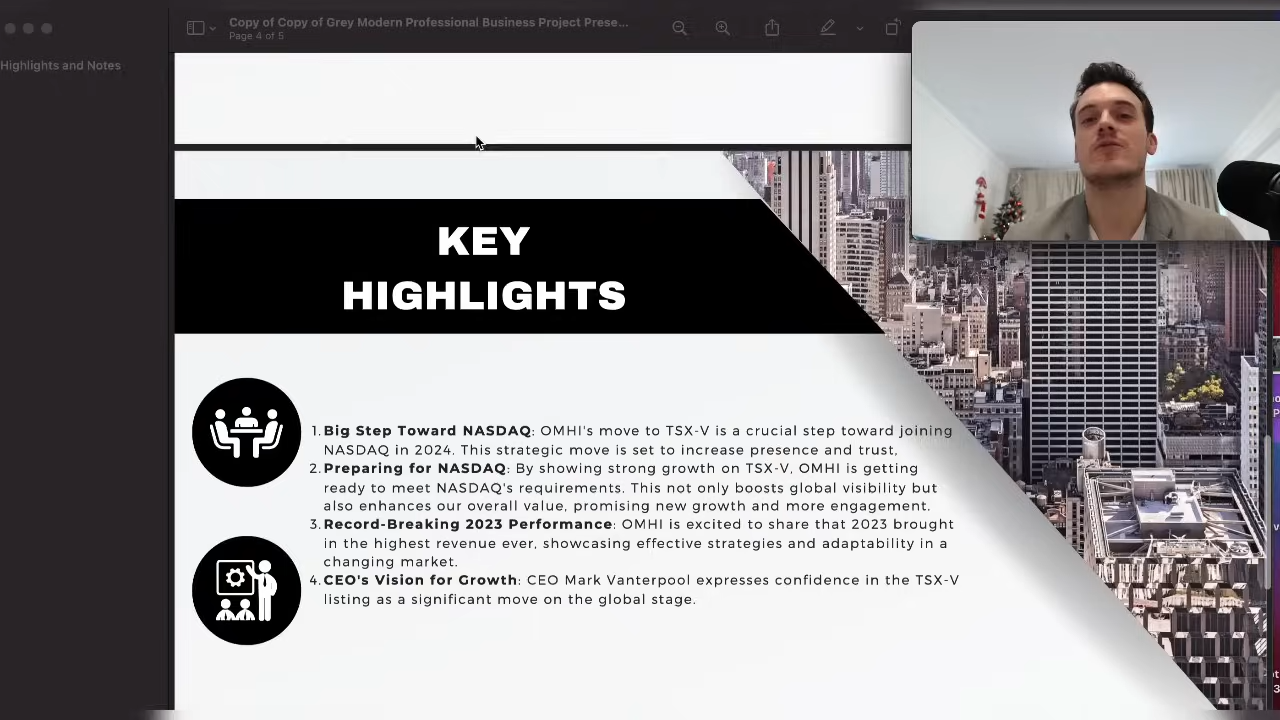 Copy of Copy of Grey Modern Professional Business Project Prese...
Page 4 of 5
Highlights and Notes
KEY
HIGHLIGHTS
1. Big Step Toward NASDAQ: OMHI's move to TSX-V is a crucial step toward joining
NASDAQ in 2024. This strategic move is set to increase presence and trust,
2. Preparing for NASDAQ: By showing strong growth on TSX-V, OMHI is getting
ready to meet NASDAQ's requirements. This not only boosts global visibility but
also enhances our overall value, promising new growth and more engagement.
3. Record-Breaking 2023 Performance: OMHI is excited to share that 2023 brought
in the highest revenue ever, showcasing effective strategies and adaptability in a
changing market.
4. CEO's Vision for Growth: CEO Mark Vanterpool expresses confidence in the TSX-V
listing as a significant move on the global stage.